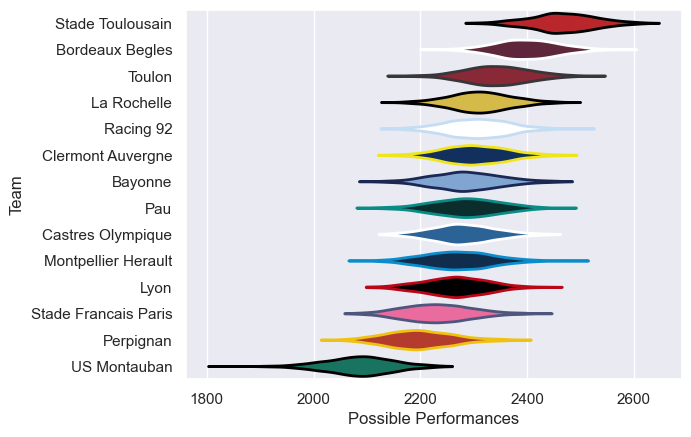 Stade Toulousain
Bordeaux Begles
Toulon
La Rochelle
Racing 92
Clermont Auvergne
Bayonne
Pau
Castres Olympique
Montpellier Herault
Lyon
Stade Francais Paris
Perpignan
US Montauban
Team
1800 2000 2200 2400 2600
Possible Performances